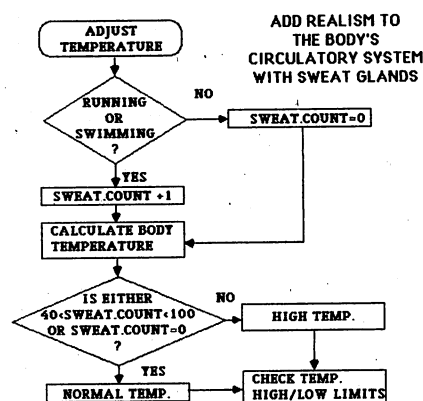 ADJUST
TEMPERATURE
ADD REALISM TO
THE BODY'S
CIRCULATORY SYSTEM
WITH SWEAT GLANDS
RUNNING
OR
SWIMMING
?
NO
SWEAT.COUNT=0
YES
SWEAT.COUNT +1
CALCULATE BODY
TEMPERATURE
IS EITHER
40<SWEAT.COUNT<100
OR SWEAT.COUNT=0
?
NO
HIGH TEMP.
YES
NORMAL TEMP.
CHECK TEMP.
HIGH/LOW LIMITS